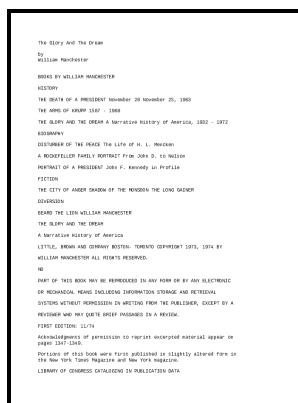 The Glory And The Dream
by
William Manchester
BOOKS BY WILLIAM MANCHESTER
HISTORY
THE DEATH OF A PRESIDENT November 20 November 25, 1963
THE ARMS OF KRUPP 1587 - 1968
THE GLORY AND THE DREAM A Narrative History of America, 1932 - 1972
BIOGRAPHY
DISTURBER OF THE PEACE The Life of H. L. Mencken
A ROCKEFELLER FAMILY PORTRAIT From John D. to Nelson
PORTRAIT OF A PRESIDENT John F. Kennedy in Profile
FICTION
THE CITY OF ANGER SHADOW OF THE MONSOON THE LONG GAINER
DIVERSION
BEARD THE LION WILLIAM MANCHESTER
THE GLORY AND THE DREAM
A Narrative History of America
LITTLE, BROWN AND COMPANY BOSTON- TORONTO COPYRIGHT 1973, 1974 BY
WILLIAM MANCHESTER ALL RIGHTS RESERVED.
NO
PART OF THIS BOOK MAY BE REPRODUCED IN ANY FORM OR BY ANY ELECTRONIC
OR MECHANICAL MEANS INCLUDING INFORMATION STORAGE AND RETRIEVAL
SYSTEMS WITHOUT PERMISSION IN WRITING FROM THE PUBLISHER, EXCEPT BY A
REVIEWER WHO MAY QUOTE BRIEF PASSAGES IN A REVIEW.
FIRST EDITION: 11/74
Acknowledgments of permission to reprint excerpted material appear on
pages 1347-1349.
Portions of this book were first published in slightly altered form in
the New York Times Magazine and New York magazine.
LIBRARY OF CONGRESS CATALOGING IN PUBLICATION DATA